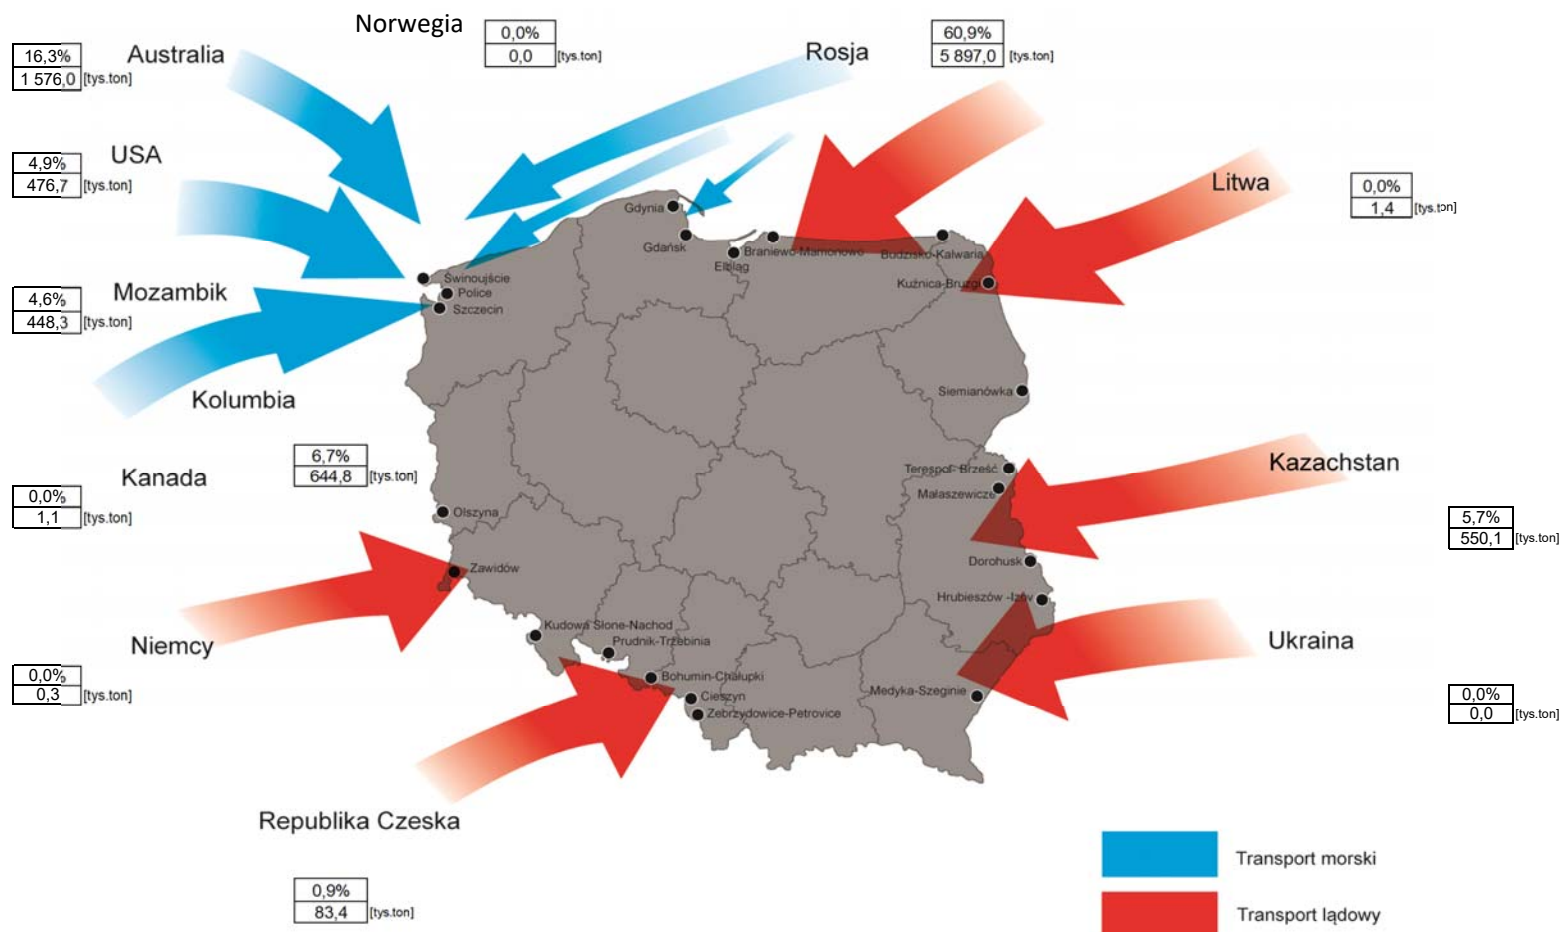 Norwegia
0,0%
0,0 [tys.ton]
Rosja
60,9%
5 897,0 [tys.ton]
Australia
16,3%
1 576,0 [tys.ton]
USA
4,9%
476,7 [tys.ton]
Litwa
0,0%
1,4 [tys.ton]
Mozambik
4,6%
448,3 [tys.ton]
Kolumbia
6,7%
644,8 [tys.ton]
Kanada
0,0%
1,1 [tys.ton]
Kazachstan
5,7%
550,1 [tys.ton]
Niemcy
0,0%
0,3 [tys.ton]
Ukraina
0,0%
0,0 [tys.ton]
Republika Czeska
0,9%
83,4 [tys.ton]
Gdynia
Gdańsk
Elbląg
Braniewo-Mamonowo
Budzisko-Kalwaria
Kuźnica-Bruzgi
Świnoujście
Police
Szczecin
Siemianówka
Terespol- Brześć
Małaszewicze
Olszyna
Zawidów
Dorohusk
Hrubieszów -Izów
Kudowa Słone-Nachod
Prudnik-Trzebinia
Bohumin-Chałupki
Cieszyn
Zebrzydowice-Petrovice
Medyka-Szeginie
Transport morski
Transport lądowy